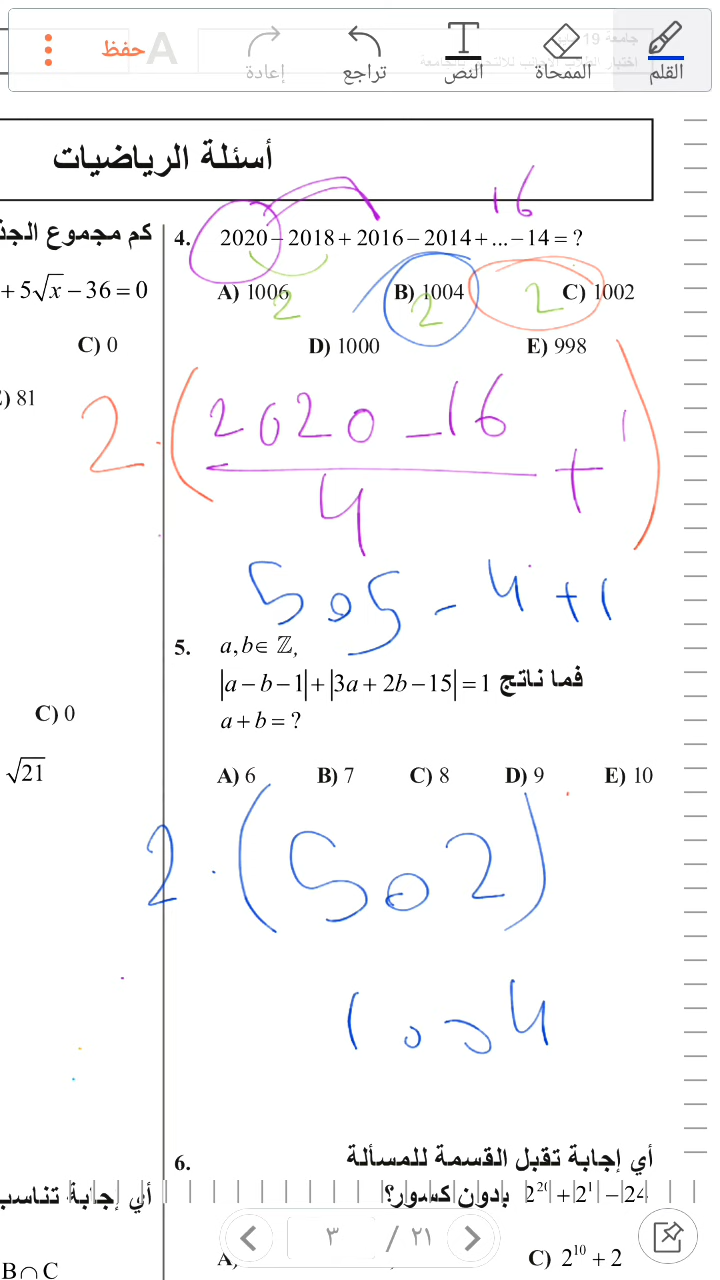 حفظ
A
إعادة
تراجع
النص
الممحاة
القلم
جامعة 19
أسئلة الرياضيات
كم مجموع الجذ
+ 5√x − 36 = 0
C) 0
81
C) 0
√21
16
4. 2020 − 2018 + 2016 − 2014 + ... − 14 = ?
A) 1006 B) 1004 C) 1002
2 2 2
D) 1000 E) 998
2 · (2020 − 16 / 4 + 1)
505 − 4 + 1
5. a, b ∈ ℤ,
|a − b − 1| + |3a + 2b − 15| = 1 فما ناتج
a + b = ?
A) 6 B) 7 C) 8 D) 9 E) 10
2 · (502)
1004
6. أي إجابة تقبل القسمة للمسألة
بدون كسور؟
C) 2¹⁰ + 2
أي إجابة تناسب
B ∩ C
٣ / ٢١